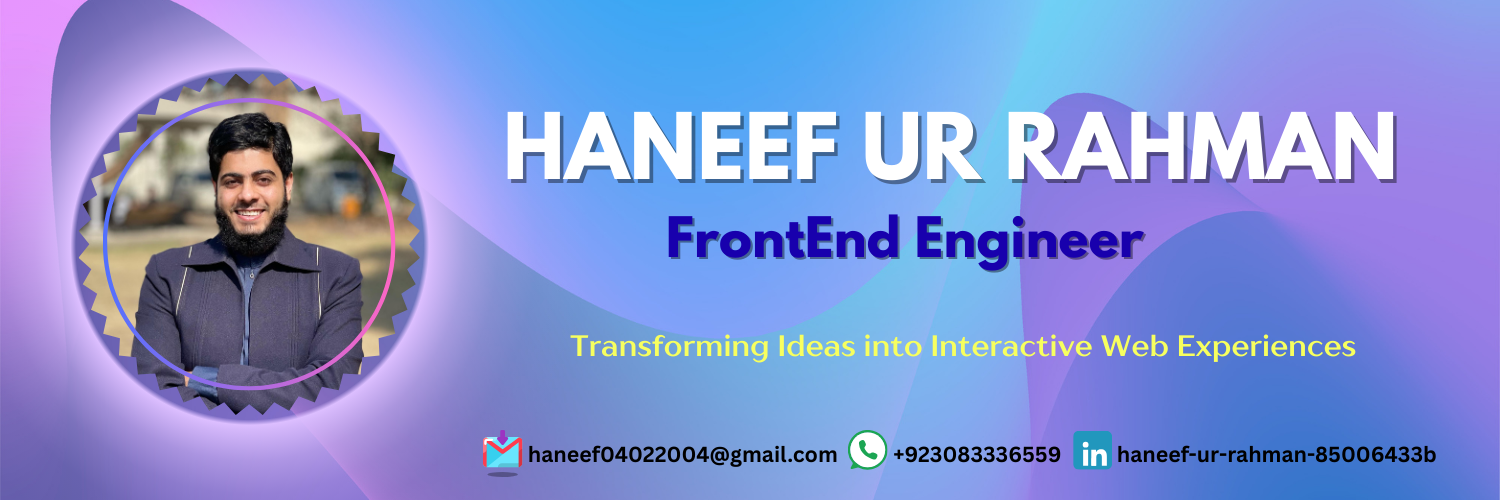 HANEEF UR RAHMAN
FrontEnd Engineer
Transforming Ideas into Interactive Web Experiences
haneef04022004@gmail.com +923083336559 in haneef-ur-rahman-85006433b